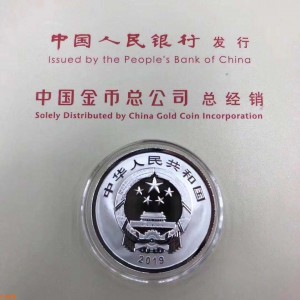 中国人民银行 发行
Issued by the People's Bank of China
中国金币总公司 总经销
Solely Distributed by China Gold Coin Incorporation
中华人民共和国
2019